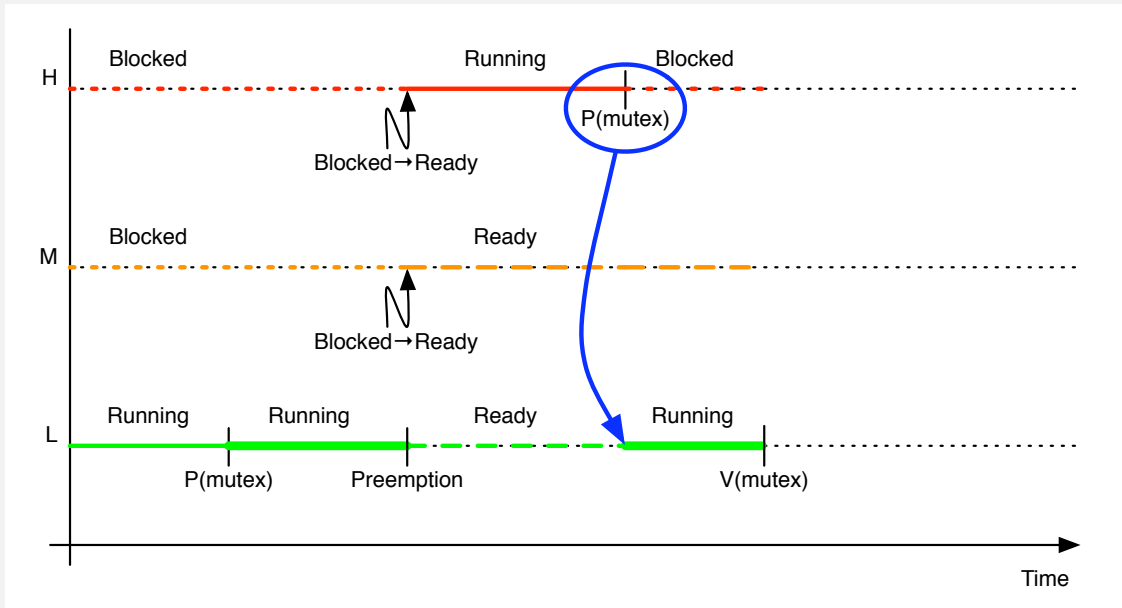 Blocked
Running
Blocked
H
P(mutex)
Blocked→Ready
Blocked
Ready
M
Blocked→Ready
Running
Running
Ready
Running
L
P(mutex)
Preemption
V(mutex)
Time